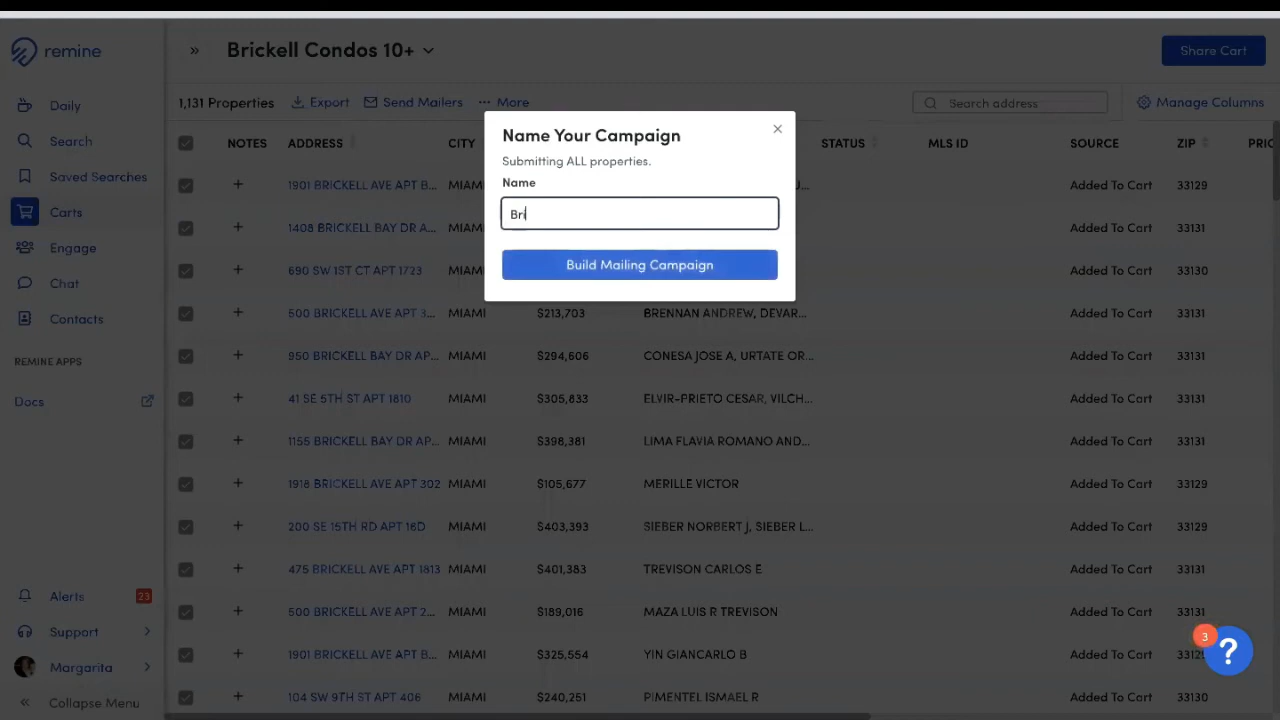 remine
Daily
Search
Saved Searches
Carts
Engage
Chat
Contacts
REMINE APPS
Docs
Alerts 23
Support
Margarita
Collapse Menu
Brickell Condos 10+
Share Cart
1,131 Properties Export Send Mailers More
Search address
Manage Columns
NOTES ADDRESS CITY STATUS MLS ID SOURCE ZIP PRIC
Name Your Campaign
Submitting ALL properties.
Name
Bri
Build Mailing Campaign
1901 BRICKELL AVE APT B... MIAM Added To Cart 33129
1408 BRICKELL BAY DR A... MIAM Added To Cart 33131
690 SW 1ST CT APT 1723 MIAM Added To Cart 33130
500 BRICKELL AVE APT 3... MIAMI $213,703 BRENNAN ANDREW, DEVAR... Added To Cart 33131
950 BRICKELL BAY DR AP... MIAMI $294,606 CONESA JOSE A, URTATE OR... Added To Cart 33131
41 SE 5TH ST APT 1810 MIAMI $305,833 ELVIR-PRIETO CESAR, VILCH... Added To Cart 33131
1155 BRICKELL BAY DR AP... MIAMI $398,381 LIMA FLAVIA ROMANO AND... Added To Cart 33131
1918 BRICKELL AVE APT 302 MIAMI $105,677 MERILLE VICTOR Added To Cart 33129
200 SE 15TH RD APT 16D MIAMI $403,393 SIEBER NORBERT J, SIEBER L... Added To Cart 33129
475 BRICKELL AVE APT 1813 MIAMI $401,383 TREVISON CARLOS E Added To Cart 33131
500 BRICKELL AVE APT 2... MIAMI $189,016 MAZA LUIS R TREVISON Added To Cart 33131
1901 BRICKELL AVE APT B... MIAMI $325,554 YIN GIANCARLO B Added To Cart 3312
104 SW 9TH ST APT 406 MIAMI $240,251 PIMENTEL ISMAEL R Added To Cart 33130
3
?